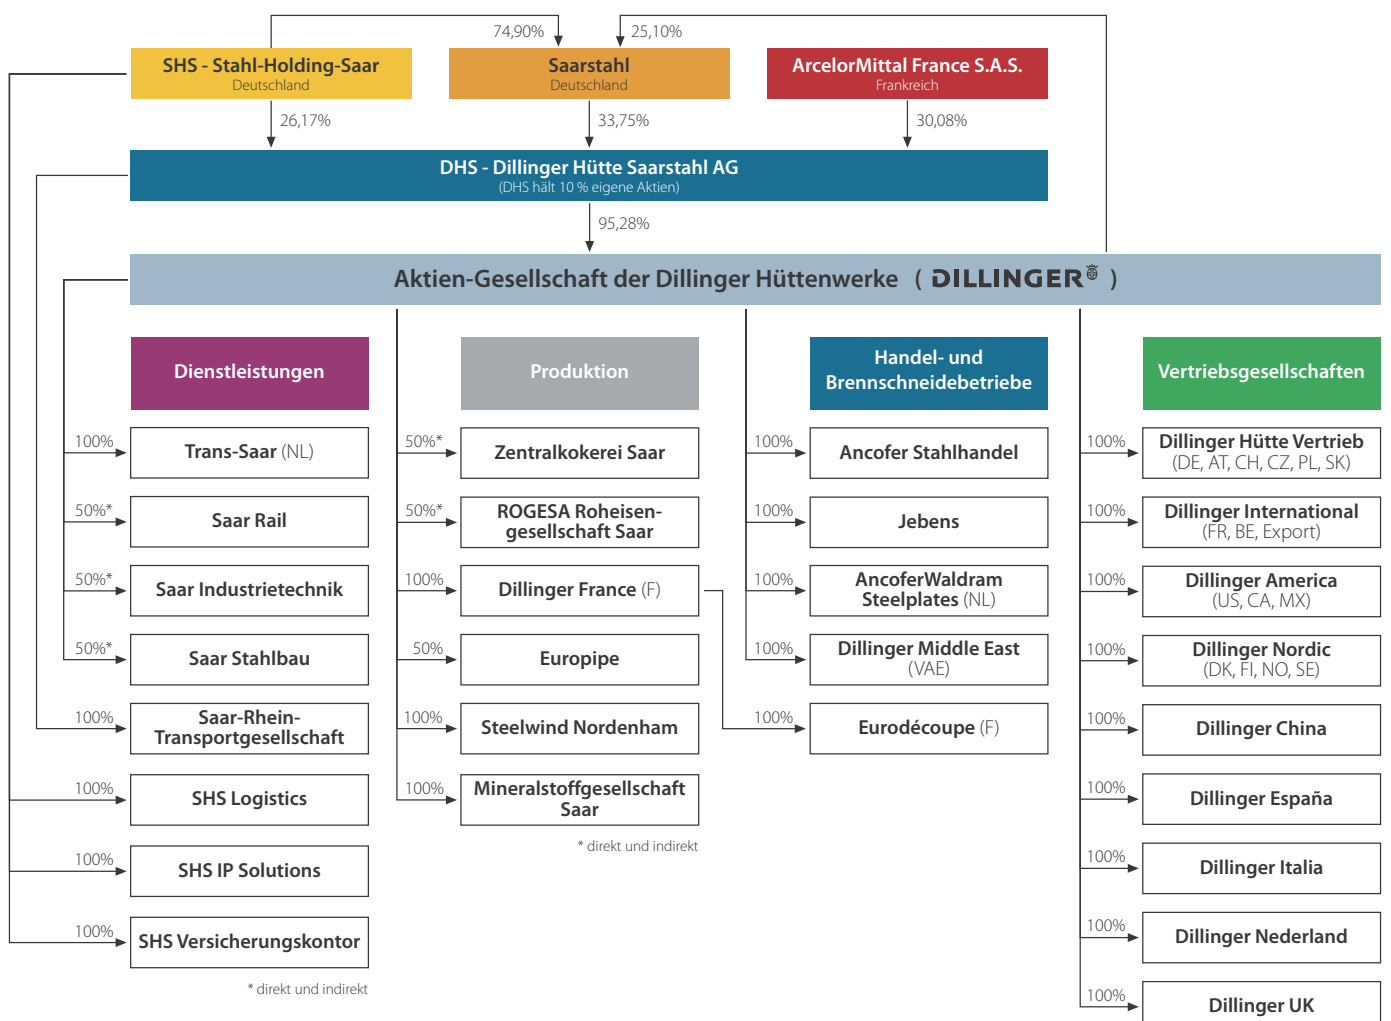 74,90%
25,10%
SHS - Stahl-Holding-Saar
Deutschland
Saarstahl
Deutschland
ArcelorMittal France S.A.S.
Frankreich
26,17%
33,75%
30,08%
DHS - Dillinger Hütte Saarstahl AG
(DHS hält 10 % eigene Aktien)
95,28%
Aktien-Gesellschaft der Dillinger Hüttenwerke ( DILLINGER )
Dienstleistungen
100%
Trans-Saar (NL)
50%*
Saar Rail
50%*
Saar Industrietechnik
50%*
Saar Stahlbau
100%
Saar-Rhein-
Transportgesellschaft
100%
SHS Logistics
100%
SHS IP Solutions
100%
SHS Versicherungskontor
* direkt und indirekt
Produktion
50%*
Zentralkokerei Saar
50%*
ROGESA Roheisen-
gesellschaft Saar
100%
Dillinger France (F)
50%
Europipe
100%
Steelwind Nordenham
100%
Mineralstoffgesellschaft
Saar
* direkt und indirekt
Handel- und
Brennschneidebetriebe
100%
Ancofer Stahlhandel
100%
Jebens
100%
AncoferWaldram
Steelplates (NL)
100%
Dillinger Middle East
(VAE)
100%
Eurodécoupe (F)
Vertriebsgesellschaften
100%
Dillinger Hütte Vertrieb
(DE, AT, CH, CZ, PL, SK)
100%
Dillinger International
(FR, BE, Export)
100%
Dillinger America
(US, CA, MX)
100%
Dillinger Nordic
(DK, FI, NO, SE)
100%
Dillinger China
100%
Dillinger España
100%
Dillinger Italia
100%
Dillinger Nederland
100%
Dillinger UK